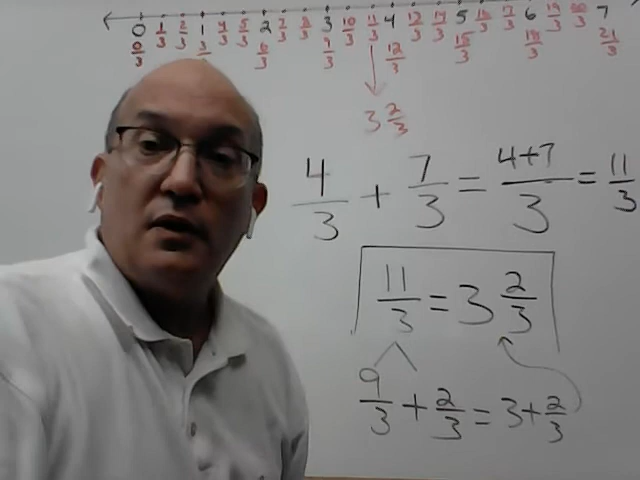 0 1 2 3 4 5 6 7
0/3 1/3 2/3 3/3 4/3 5/3 6/3 7/3 8/3 9/3 10/3 11/3 12/3 13/3 14/3 15/3 16/3 17/3 18/3 19/3 20/3 21/3
3 2/3
4/3 + 7/3 = 4+7/3 = 11/3
11/3 = 3 2/3
9/3 + 2/3 = 3 + 2/3